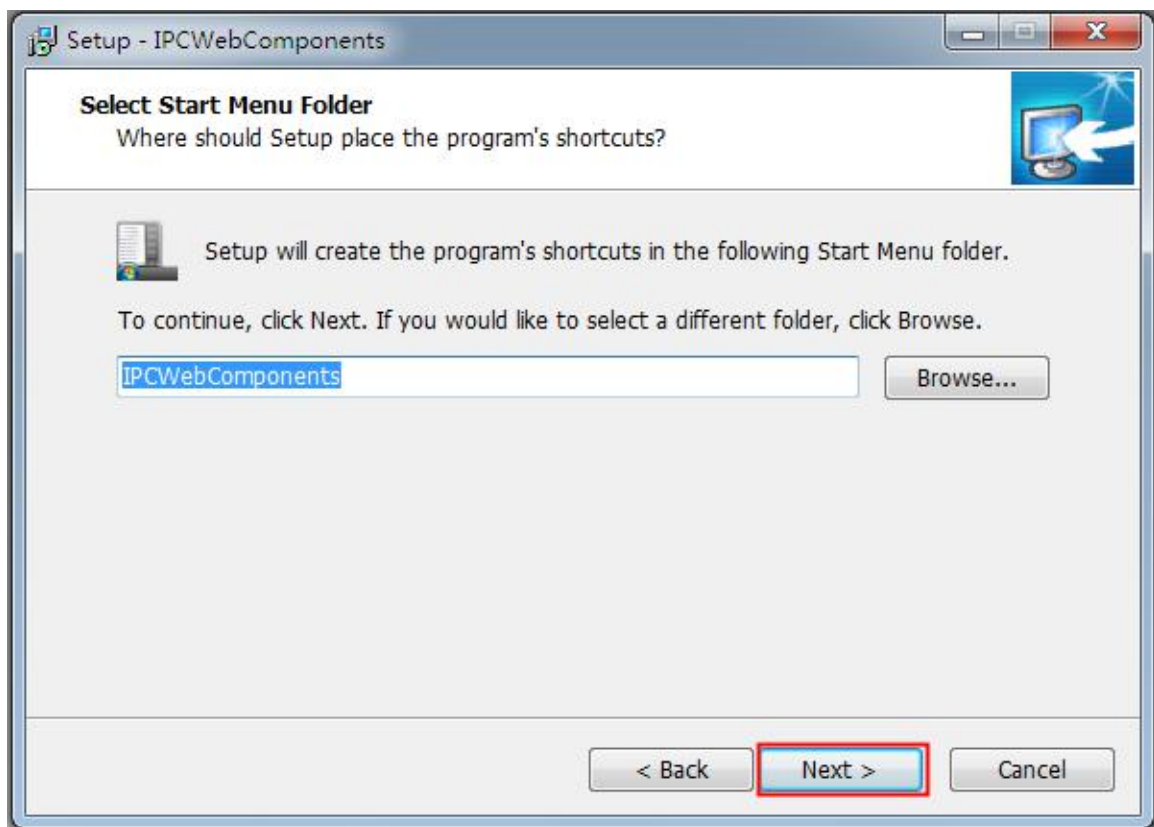 Setup - IPCWebComponents
Select Start Menu Folder
Where should Setup place the program's shortcuts?
Setup will create the program's shortcuts in the following Start Menu folder.
To continue, click Next. If you would like to select a different folder, click Browse.
IPCWebComponents
Browse...
< Back
Next >
Cancel